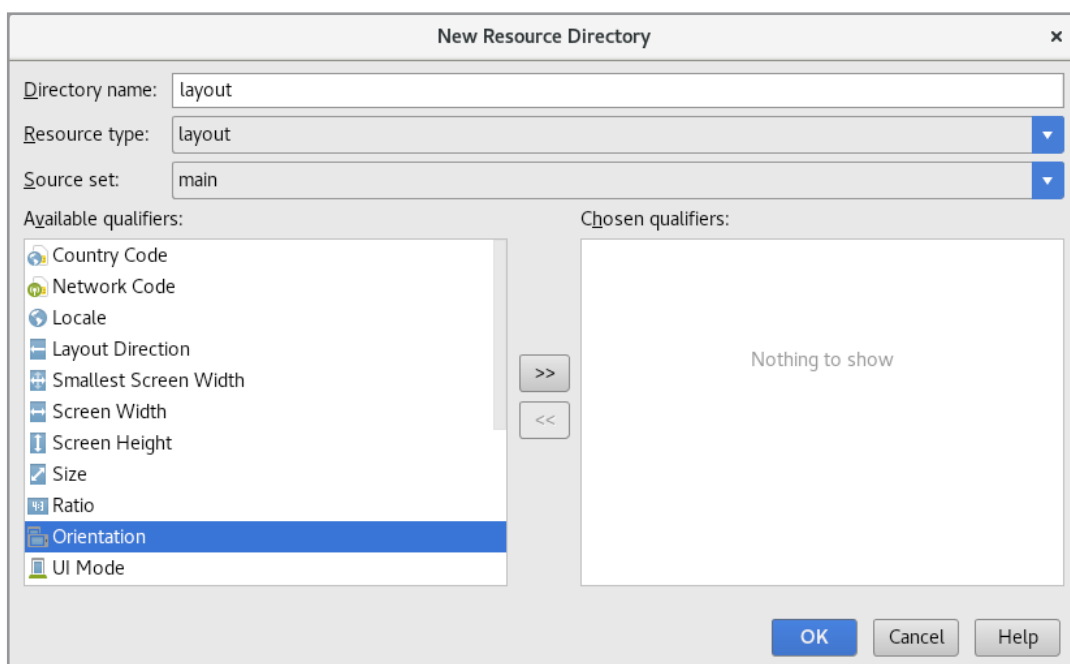 New Resource Directory ×
Directory name: layout
Resource type: layout
Source set: main
Available qualifiers: Chosen qualifiers:
Country Code
Network Code
Locale
Layout Direction
Smallest Screen Width
Screen Width
Screen Height
Size
Ratio
Orientation
UI Mode
>>
<<
Nothing to show
OK Cancel Help